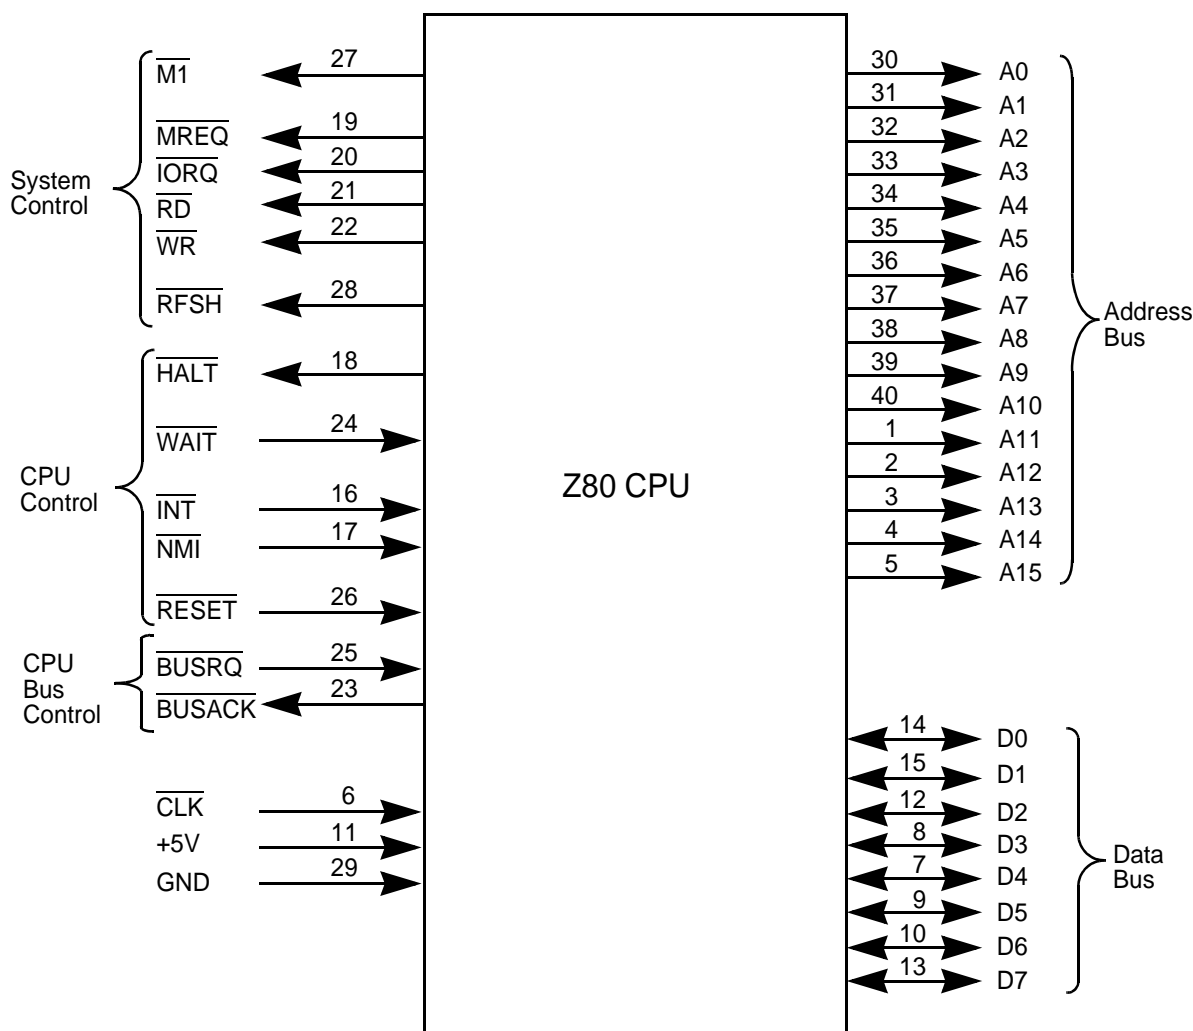 27
M1
19
MREQ
20
IORQ
21
RD
22
WR
28
RFSH
System
Control
18
HALT
24
WAIT
16
INT
17
NMI
26
RESET
CPU
Control
25
BUSRQ
23
BUSACK
CPU
Bus
Control
6
CLK
11
+5V
29
GND
Z80 CPU
30
A0
31
A1
32
A2
33
A3
34
A4
35
A5
36
A6
37
A7
38
A8
39
A9
40
A10
1
A11
2
A12
3
A13
4
A14
5
A15
Address
Bus
14
D0
15
D1
12
D2
8
D3
7
D4
9
D5
10
D6
13
D7
Data
Bus